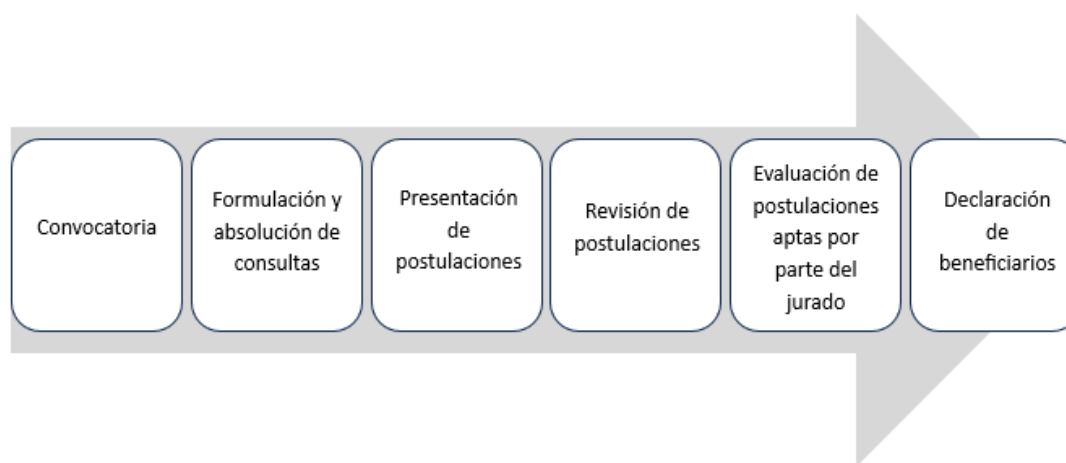 Convocatoria
Formulación y
absolución de
consultas
Presentación
de
postulaciones
Revisión de
postulaciones
Evaluación de
postulaciones
aptas por
parte del
jurado
Declaración
de
beneficiarios